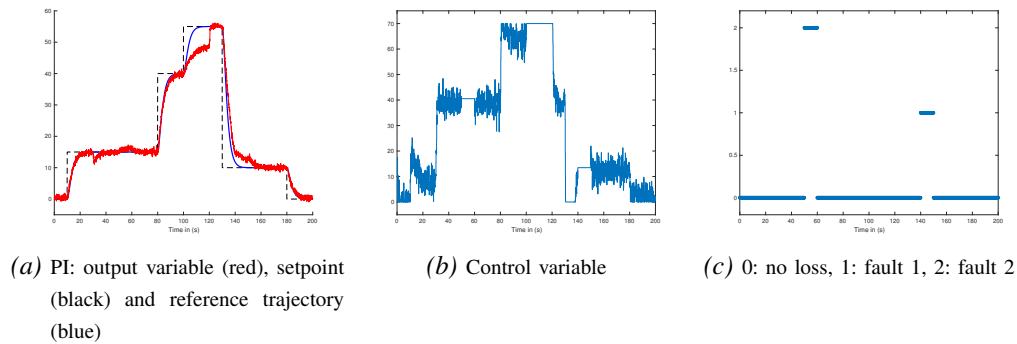 60
50
40
30
20
10
0
0 20 40 60 80 100 120 140 160 180 200
Time in (s)
(a) PI: output variable (red), setpoint
(black) and reference trajectory
(blue)
70
60
50
40
30
20
10
0
0 20 40 60 80 100 120 140 160 180 200
Time in (s)
(b) Control variable
2
1.5
1
0.5
0
0 20 40 60 80 100 120 140 160 180 200
Time in (s)
(c) 0: no loss, 1: fault 1, 2: fault 2